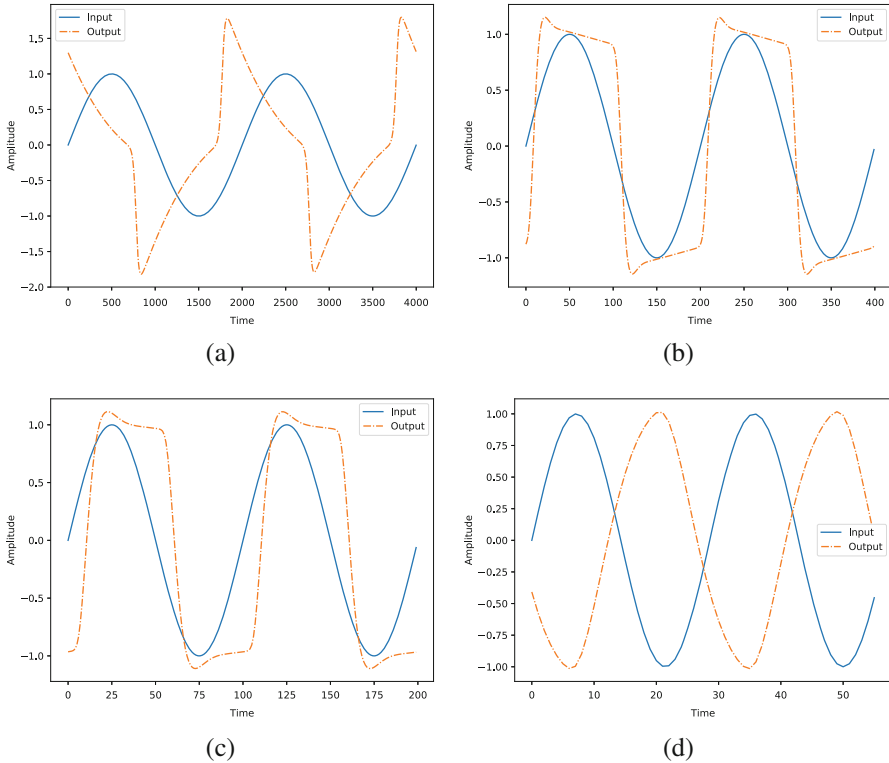 Input
Output
Amplitude
1.5
1.0
0.5
0.0
−0.5
−1.0
−1.5
−2.0
0 500 1000 1500 2000 2500 3000 3500 4000
Time
(a)
Input
Output
Amplitude
1.0
0.5
0.0
−0.5
−1.0
0 50 100 150 200 250 300 350 400
Time
(b)
Input
Output
Amplitude
1.0
0.5
0.0
−0.5
−1.0
0 25 50 75 100 125 150 175 200
Time
(c)
Amplitude
1.00
0.75
0.50
0.25
0.00
−0.25
−0.50
−0.75
−1.00
Input
Output
0 10 20 30 40 50
Time
(d)